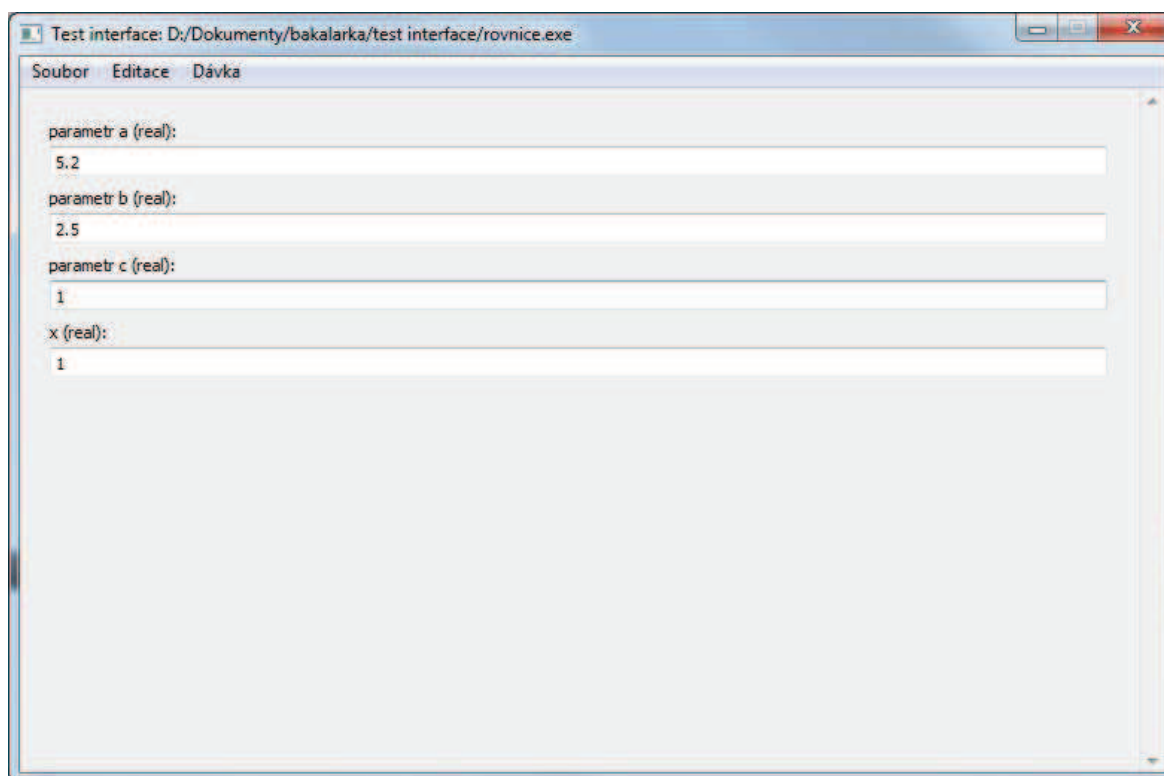 Test interface: D:/Dokumenty/bakalarka/test interface/rovnice.exe
Soubor Editace Dávka
parametr a (real):
5.2
parametr b (real):
2.5
parametr c (real):
1
x (real):
1